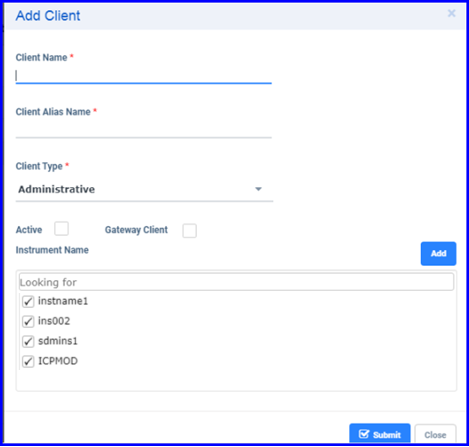 Add Client
Client Name *
Client Alias Name *
Client Type *
Administrative
Active Gateway Client
Instrument Name Add
Looking for
instname1
ins002
sdmins1
ICPMOD
Submit Close